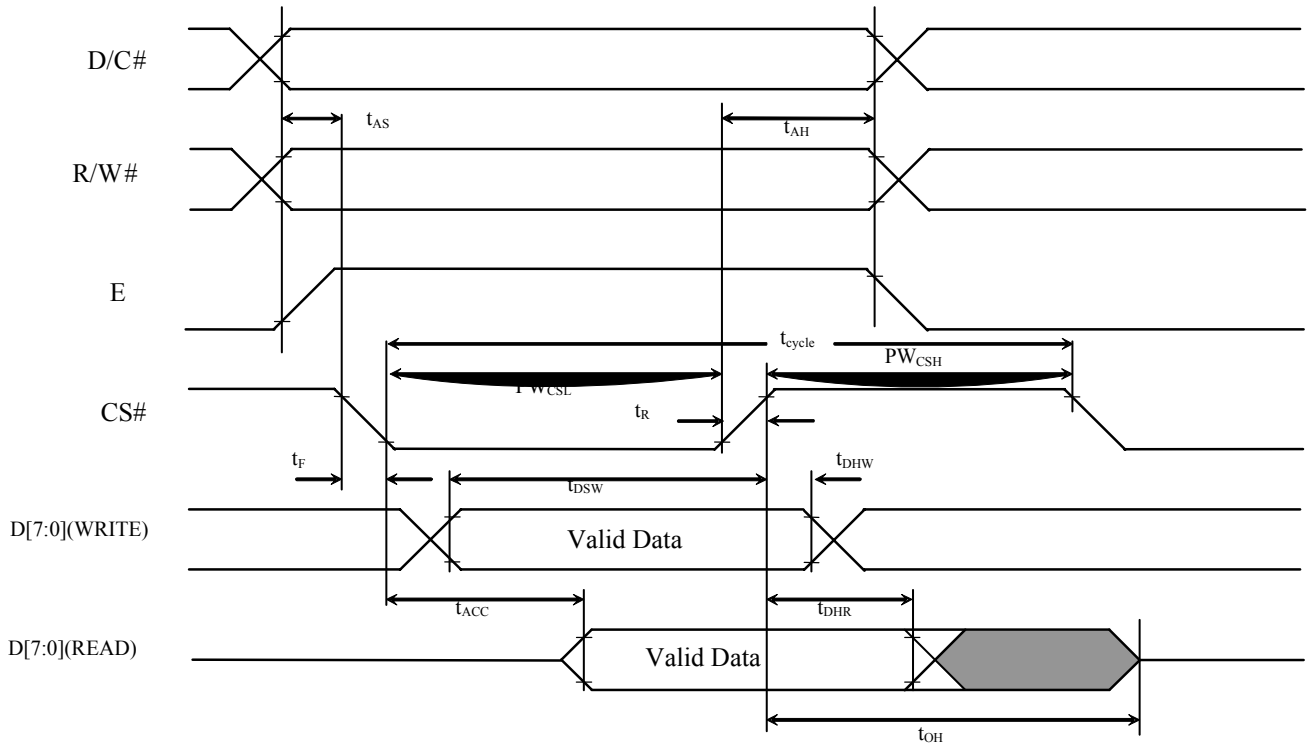 D/C#
tAS
tAH
R/W#
E
tcycle
PWCSH
PWCSL
CS#
tR
tF
tDHW
tDSW
D[7:0](WRITE)
Valid Data
tACC
tDHR
D[7:0](READ)
Valid Data
tOH